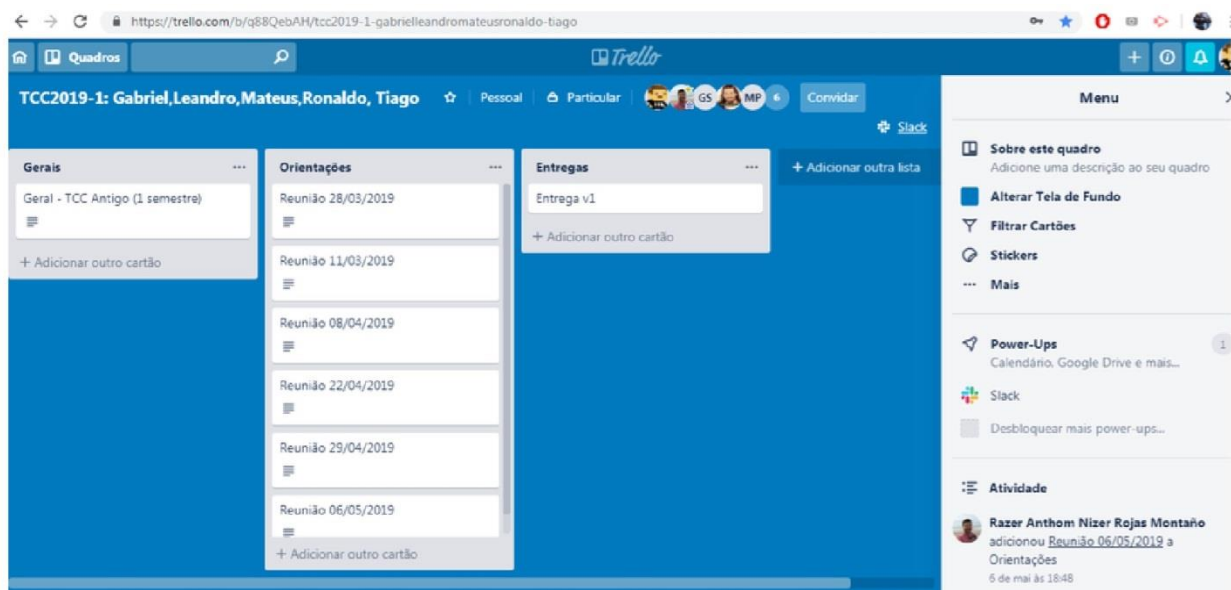 https://trello.com/b/q88QebAH/tcc2019-1-gabrielleandromateusronaldo-tiago
Quadros
Trello
TCC2019-1: Gabriel,Leandro,Mateus,Ronaldo, Tiago
Pessoal
Particular
GS
MP
6
Convidar
Slack
Gerais
Geral - TCC Antigo (1 semestre)
+ Adicionar outro cartão
Orientações
Reunião 28/03/2019
Reunião 11/03/2019
Reunião 08/04/2019
Reunião 22/04/2019
Reunião 29/04/2019
Reunião 06/05/2019
+ Adicionar outro cartão
Entregas
Entrega v1
+ Adicionar outro cartão
+ Adicionar outra lista
Menu
Sobre este quadro
Adicione uma descrição ao seu quadro
Alterar Tela de Fundo
Filtrar Cartões
Stickers
Mais
Power-Ups
1
Calendário, Google Drive e mais...
Slack
Desbloquear mais power-ups...
Atividade
Razer Anthom Nizer Rojas Montaño
adicionou Reunião 06/05/2019 a
Orientações
6 de mai às 18:48